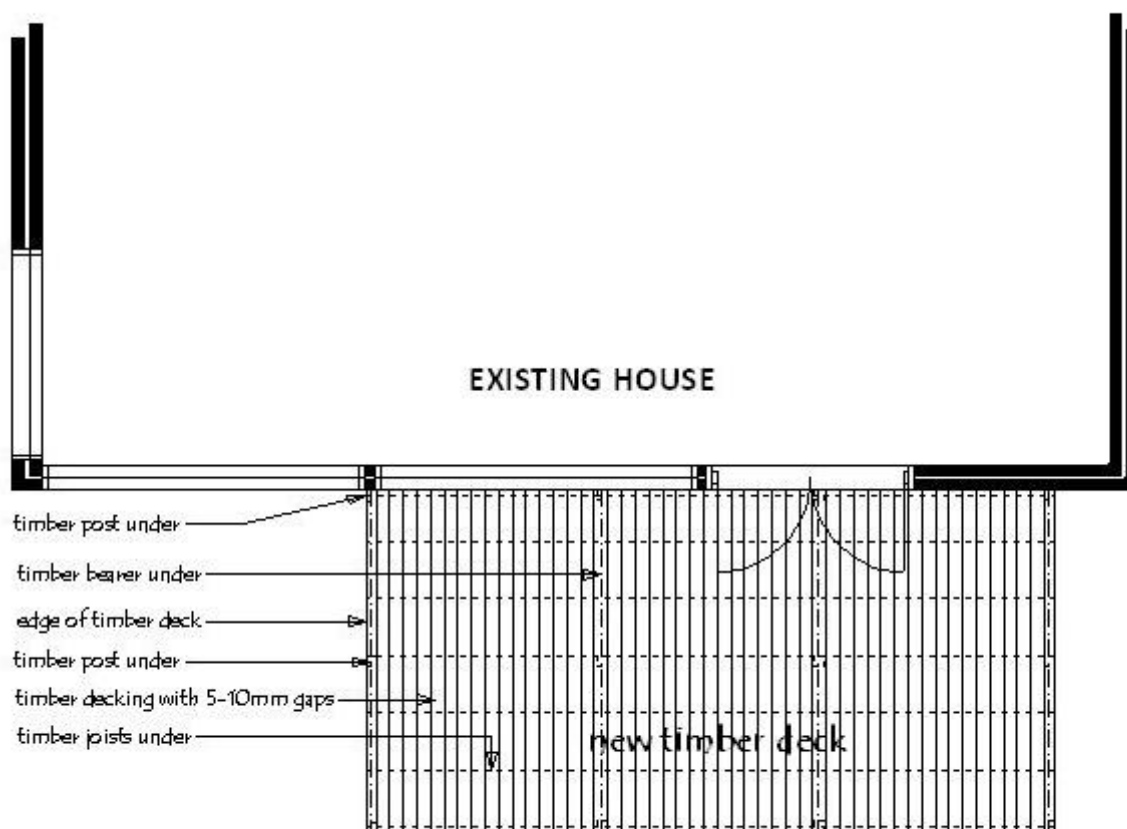 EXISTING HOUSE
timber post under
timber bearer under
edge of timber deck
timber post under
timber decking with 5-10mm gaps
timber joists under
new timber deck